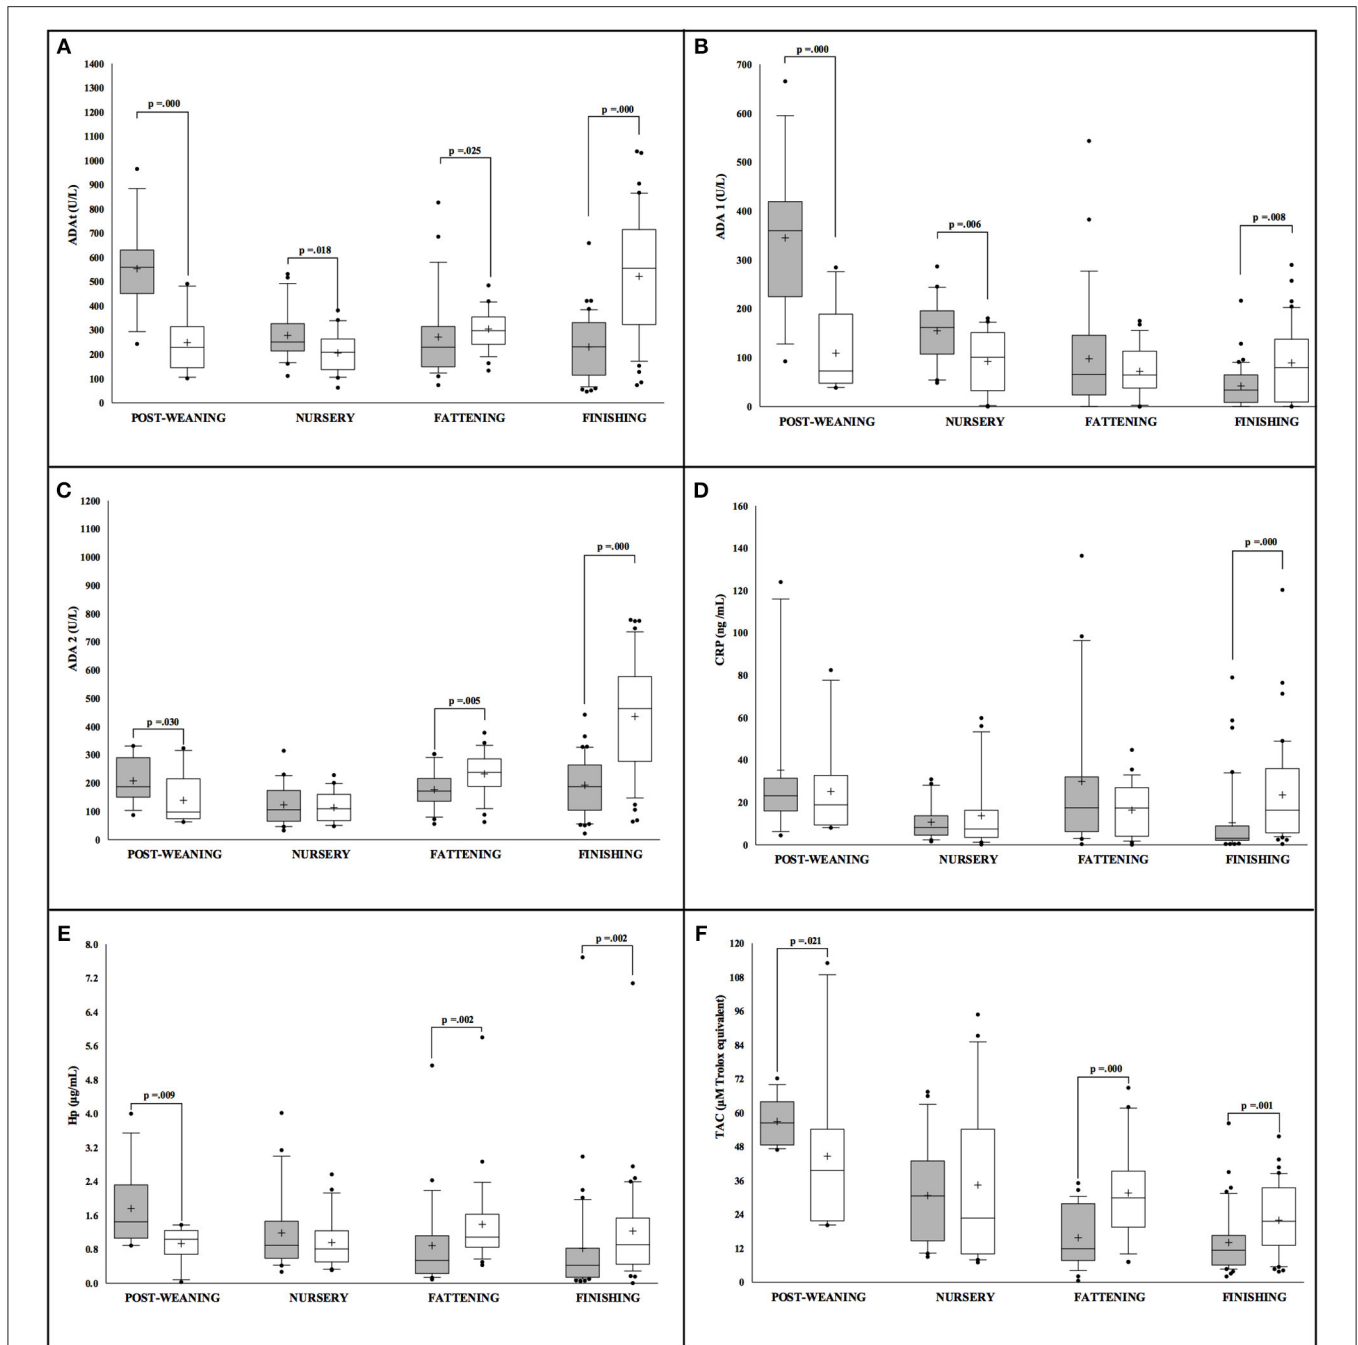 A
1400
1300
1200
1100
1000
900
800
700
600
500
400
300
200
100
0
ADAt (U/L)
p =.000
p =.018
p =.025
p =.000
POST-WEANING NURSERY FATTENING FINISHING
B
700
600
500
400
300
200
100
0
ADA 1 (U/L)
p =.000
p =.006
p =.008
POST-WEANING NURSERY FATTENING FINISHING
C
1200
1100
1000
900
800
700
600
500
400
300
200
100
0
ADA 2 (U/L)
p =.030
p =.005
p =.000
POST-WEANING NURSERY FATTENING FINISHING
D
160
140
120
100
80
60
40
20
0
CRP (ng /mL)
p =.000
POST-WEANING NURSERY FATTENING FINISHING
E
8.0
7.2
6.4
5.6
4.8
4.0
3.2
2.4
1.6
0.8
0.0
Hp (µg/mL)
p =.009
p =.002
p =.002
POST-WEANING NURSERY FATTENING FINISHING
F
120
108
96
84
72
60
48
36
24
12
0
TAC (µM Trolox equivalent)
p =.021
p =.000
p =.001
POST-WEANING NURSERY FATTENING FINISHING